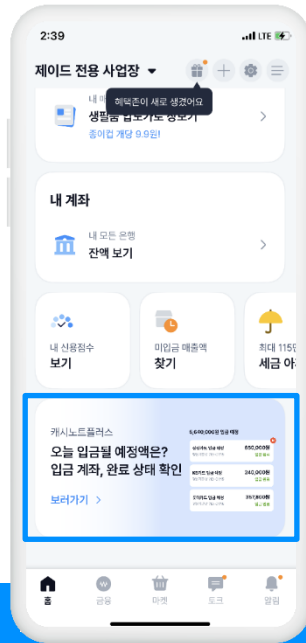 2:39
LTE
제이드 전용 사업장
혜택존이 새로 생겼어요
내
생필품
종이컵 개당 9.9원!
내 계좌
내 모든 은행
잔액 보기
내 신용점수
보기
미입금 매출액
찾기
최대 115만
세금 아
캐시노트플러스
오늘 입금될 예정액은?
입금 계좌, 완료 상태 확인
보러가기 >
5,640,000원 입금 예정
850,000원
240,000원
357,800원
홈
금융
마켓
토크
알림